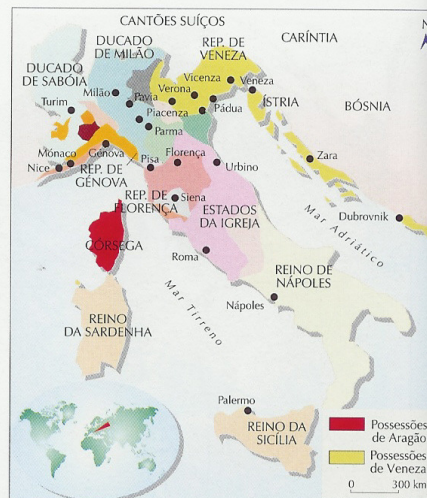 CANTÕES SUÍÇOS
N
CARÍNTIA
DUCADO
DE MILÃO
REP. DE
VENEZA
DUCADO
DE SABÓIA
Vicenza
Veneza
Verona
Milão
Pavia
ÍSTRIA
BÓSNIA
Turim
Piacenza
Pádua
Parma
Mónaco
Génova
Florença
Zara
Nice
REP. DE
GÉNOVA
Pisa
Urbino
REP. DE
FLORENÇA
Siena
ESTADOS
DA IGREJA
Mar Adriático
Dubrovnik
CÓRSEGA
Roma
REINO DE
NÁPOLES
Nápoles
REINO
DA SARDENHA
Mar Tirreno
Palermo
REINO DA
SICÍLIA
Possessões
de Aragão
Possessões
de Veneza
0 300 km